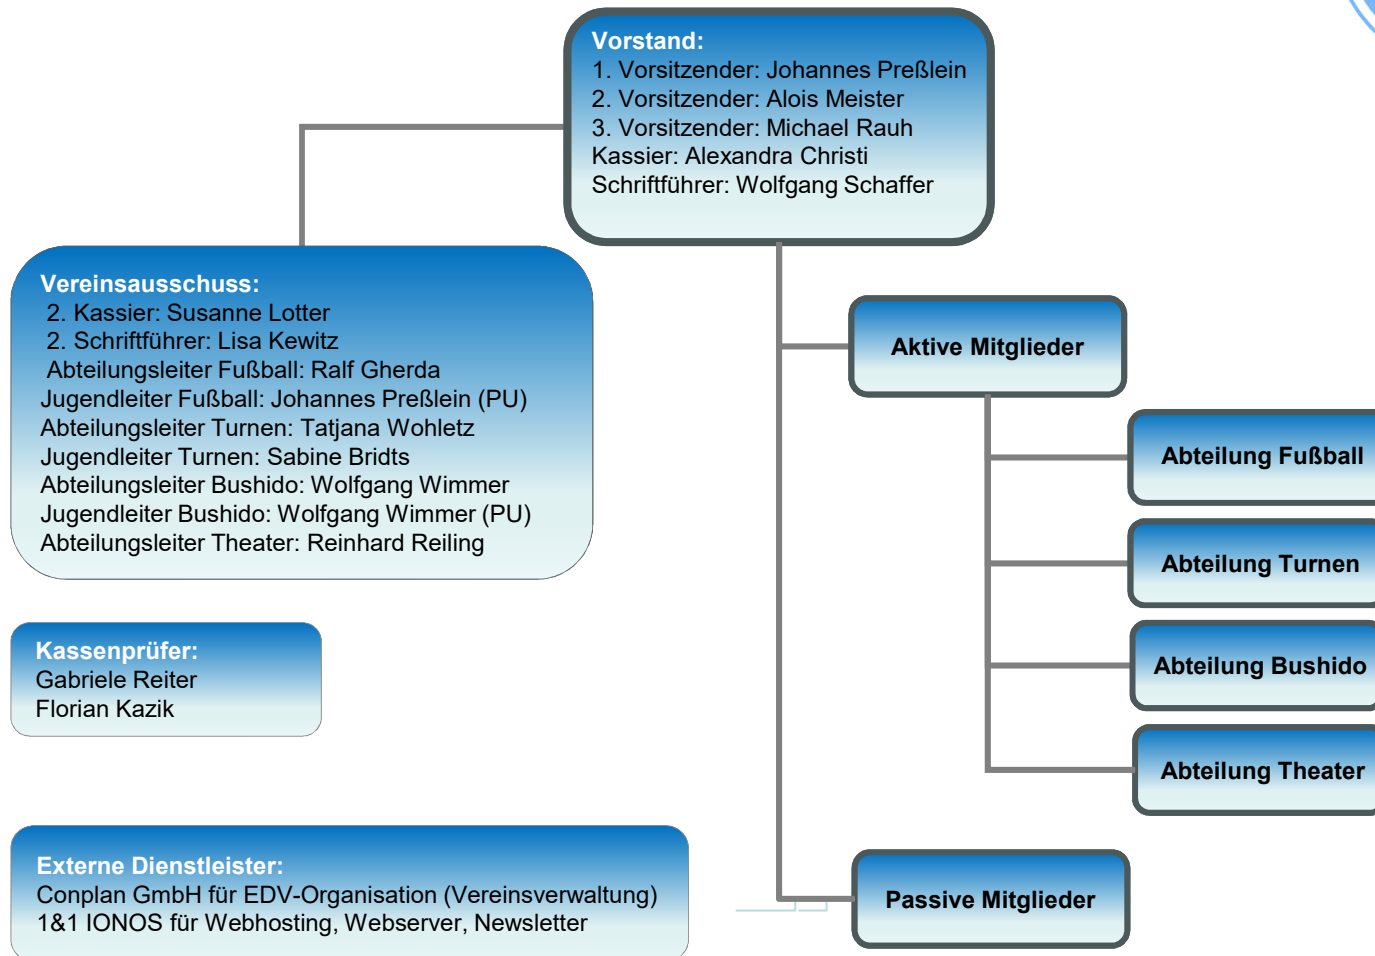 Vorstand:
1. Vorsitzender: Johannes Preßlein
2. Vorsitzender: Alois Meister
3. Vorsitzender: Michael Rauh
Kassier: Alexandra Christi
Schriftführer: Wolfgang Schaffer
Vereinsausschuss:
2. Kassier: Susanne Lotter
2. Schriftführer: Lisa Kewitz
Abteilungsleiter Fußball: Ralf Gherda
Jugendleiter Fußball: Johannes Preßlein (PU)
Abteilungsleiter Turnen: Tatjana Wohletz
Jugendleiter Turnen: Sabine Bridts
Abteilungsleiter Bushido: Wolfgang Wimmer
Jugendleiter Bushido: Wolfgang Wimmer (PU)
Abteilungsleiter Theater: Reinhard Reiling
Aktive Mitglieder
Abteilung Fußball
Abteilung Turnen
Abteilung Bushido
Abteilung Theater
Kassenprüfer:
Gabriele Reiter
Florian Kazik
Externe Dienstleister:
Conplan GmbH für EDV-Organisation (Vereinsverwaltung)
1&1 IONOS für Webhosting, Webserver, Newsletter
Passive Mitglieder